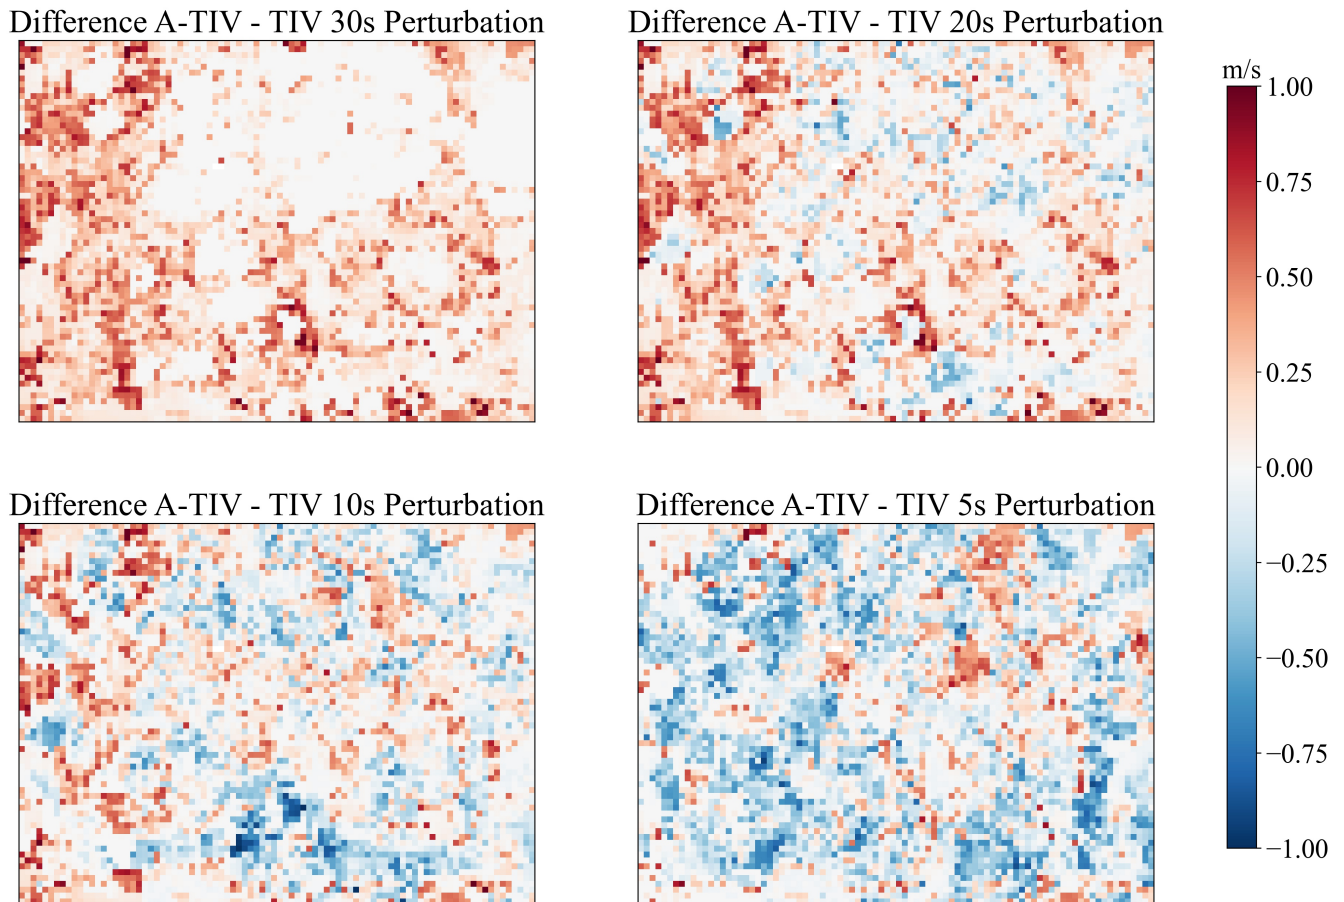 Difference A-TIV - TIV 30s Perturbation
Difference A-TIV - TIV 20s Perturbation
m/s
1.00
0.75
0.50
0.25
0.00
−0.25
−0.50
−0.75
−1.00
Difference A-TIV - TIV 10s Perturbation
Difference A-TIV - TIV 5s Perturbation